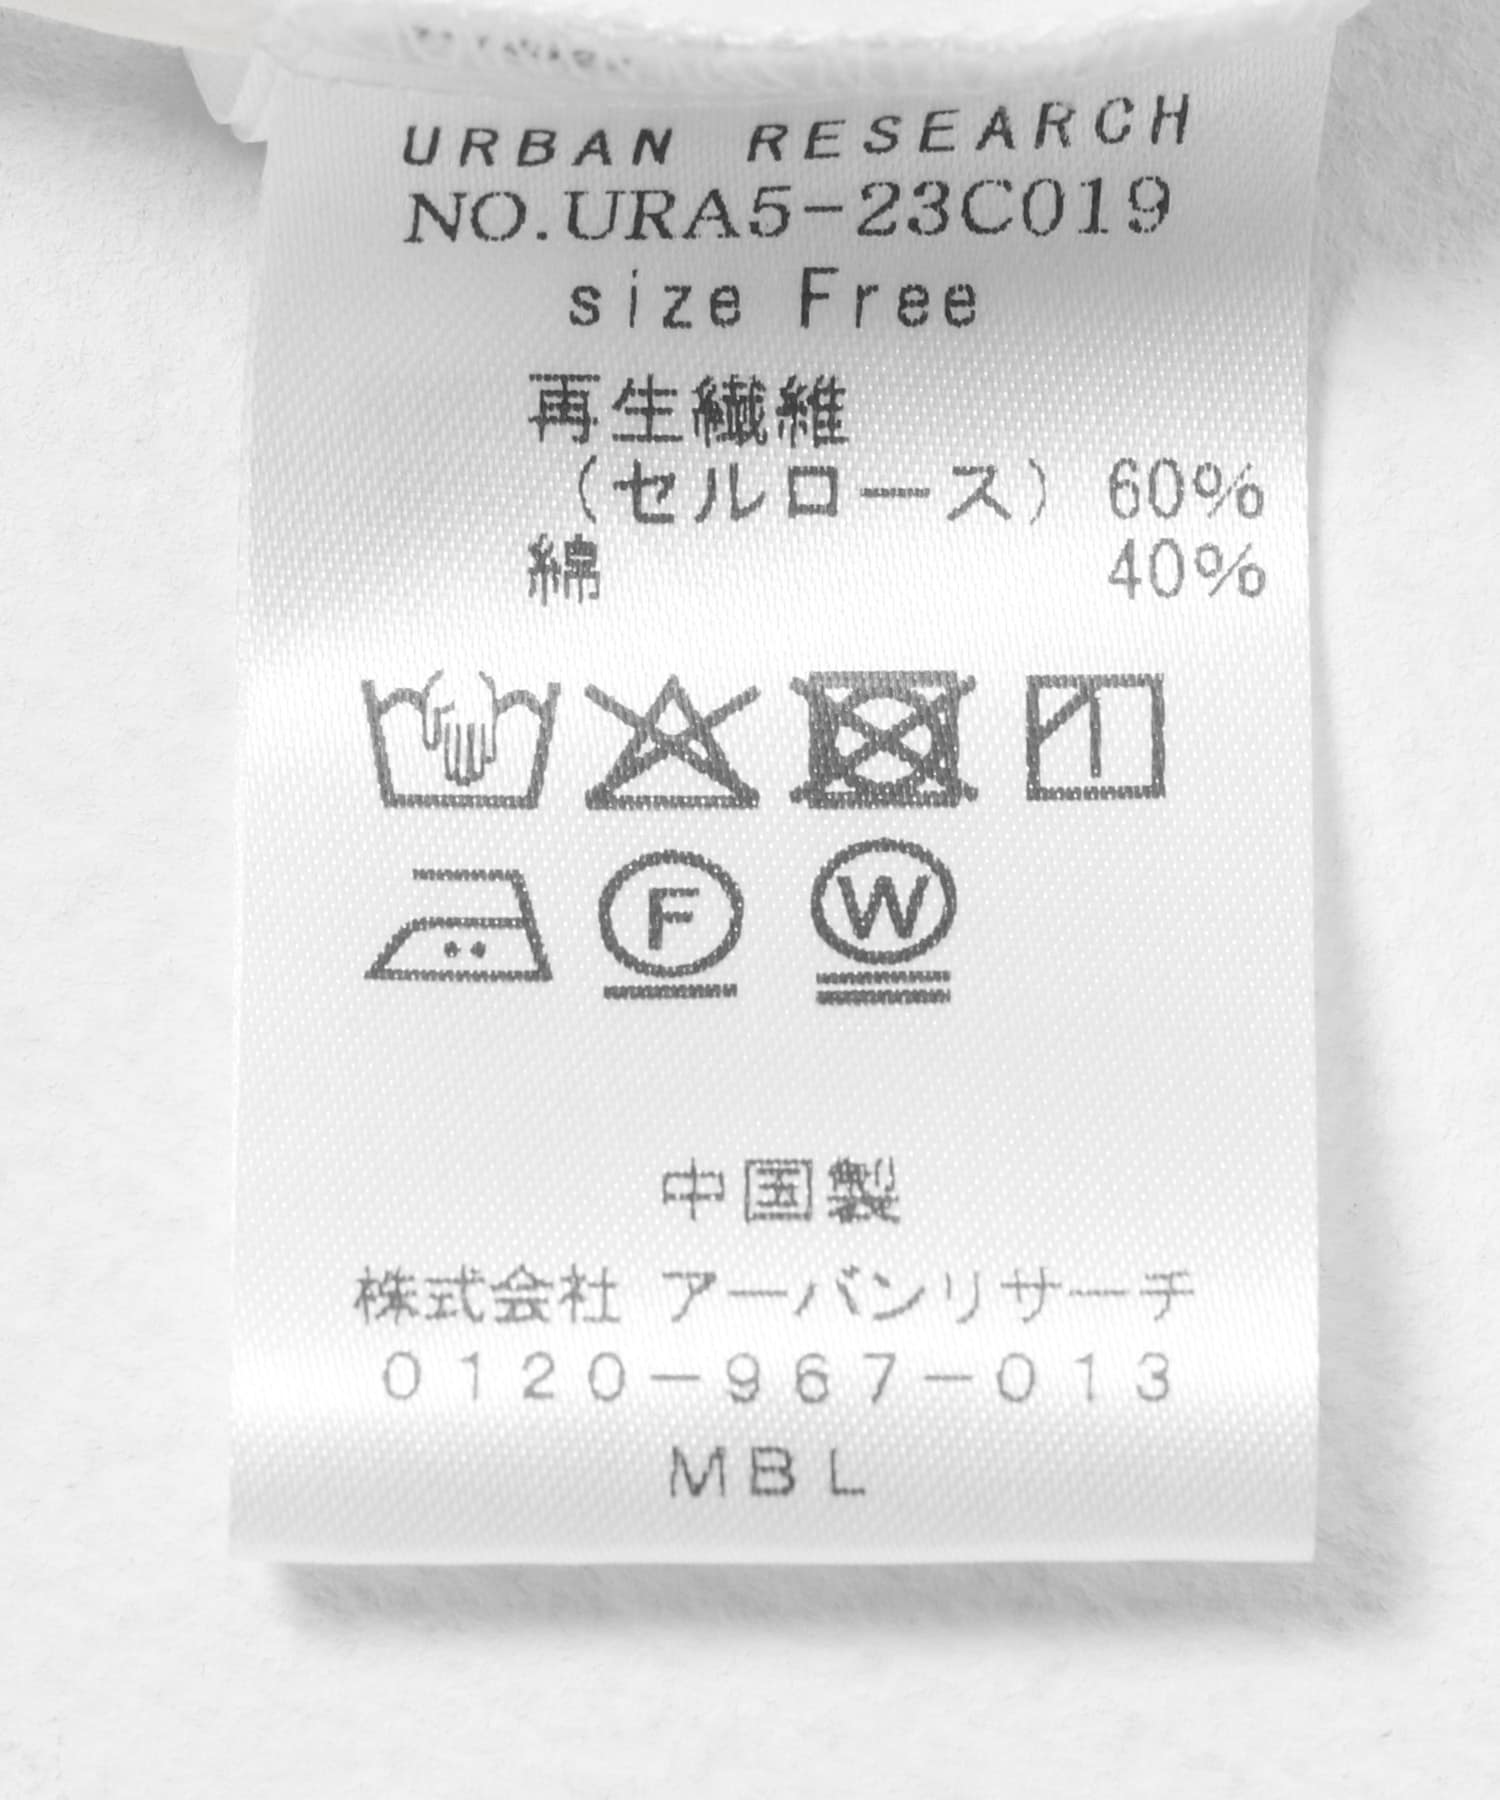 URBAN RESEARCH
NO.URA5-23C019
size Free
再生繊維
（セルロース） 60%
綿 40%
F W
中国製
株式会社 アーバンリサーチ
0120-967-013
MBL